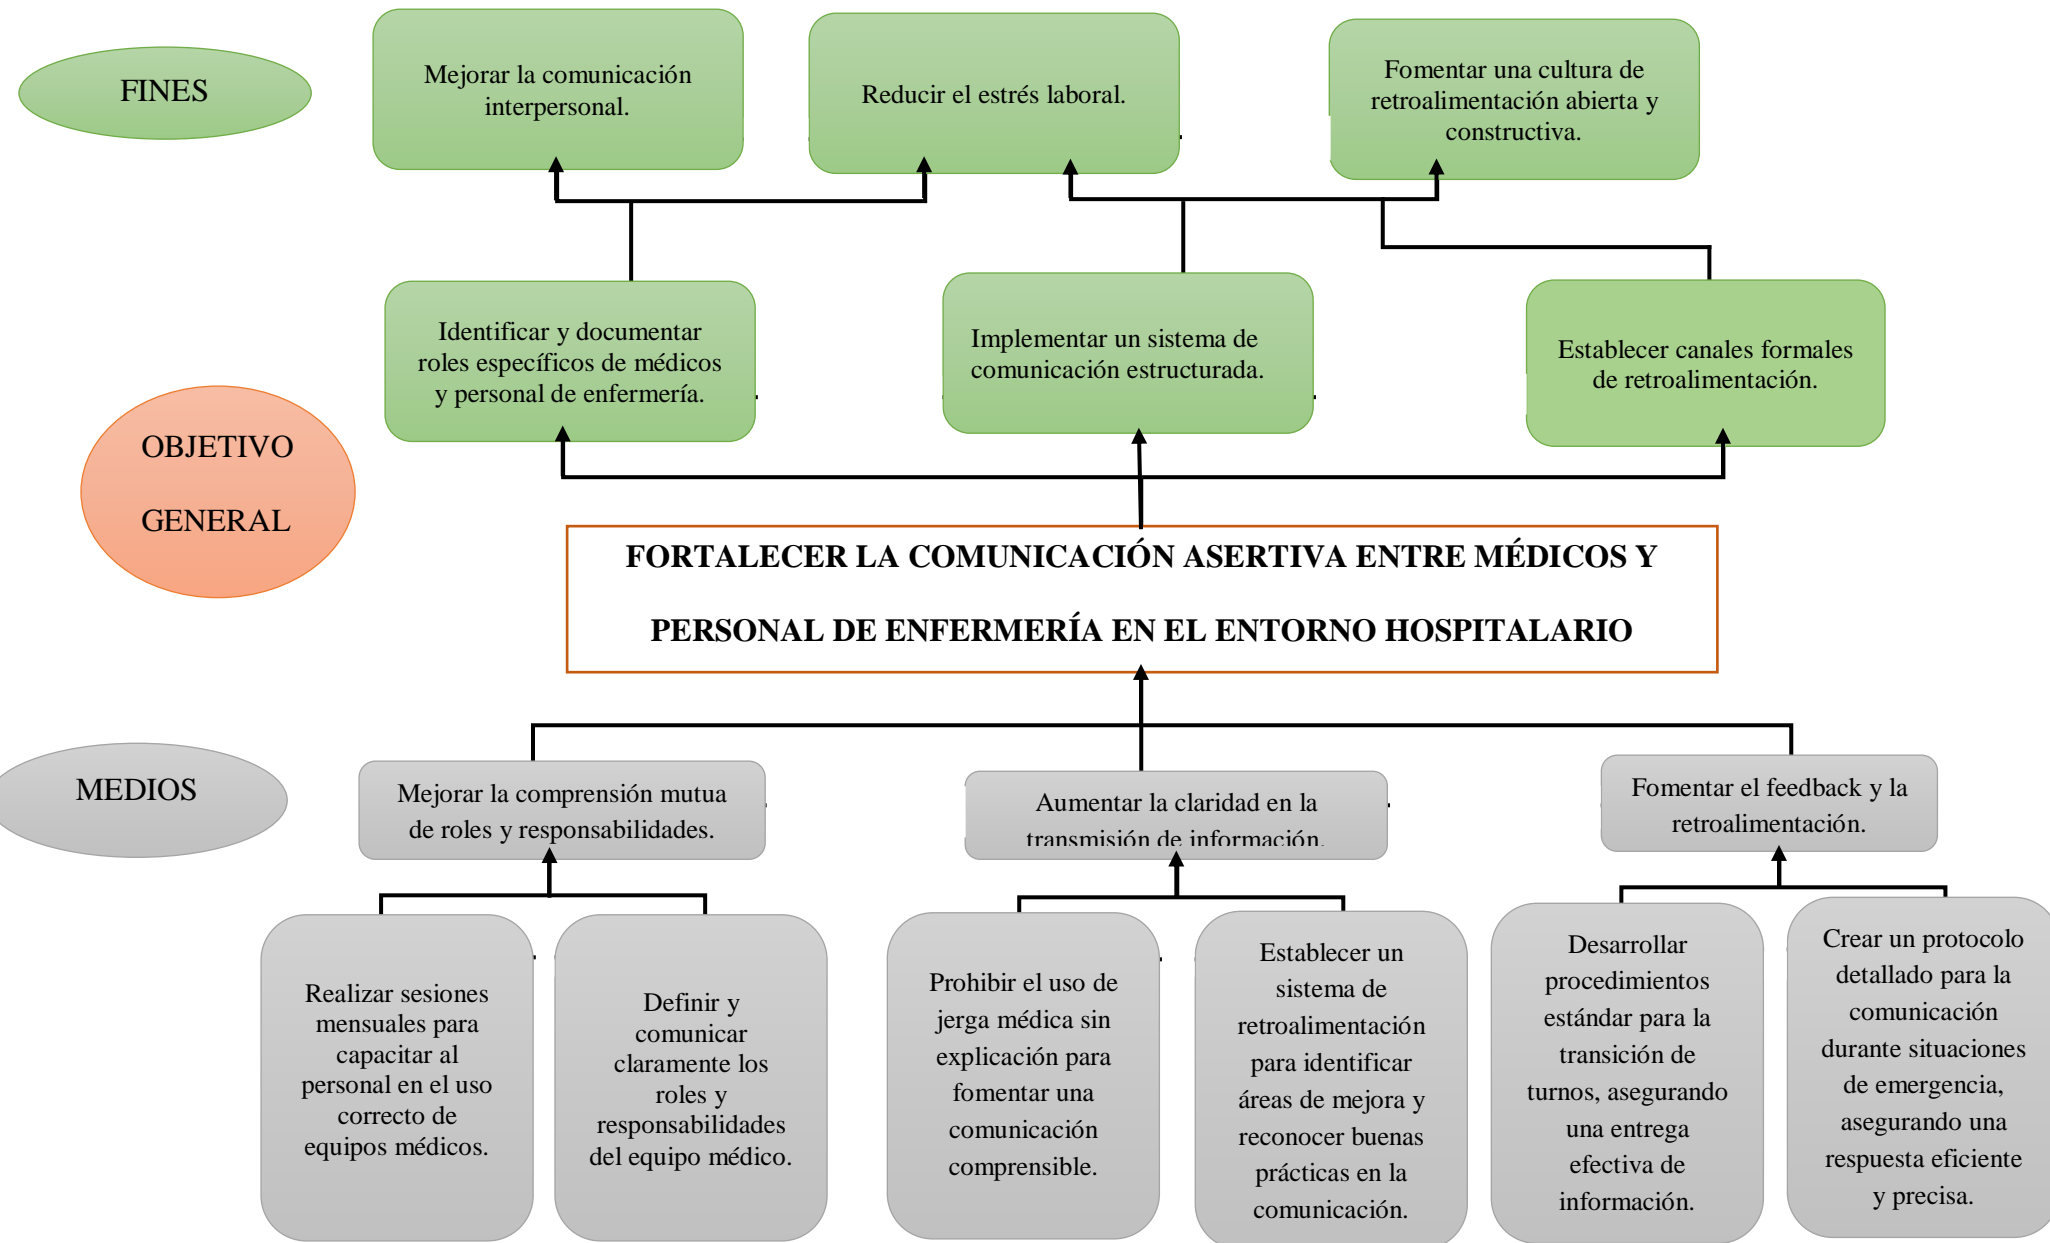 FINES
Mejorar la comunicación
interpersonal.
Reducir el estrés laboral.
Fomentar una cultura de
retroalimentación abierta y
constructiva.
Identificar y documentar
roles específicos de médicos
y personal de enfermería.
Implementar un sistema de
comunicación estructurada.
Establecer canales formales
de retroalimentación.
OBJETIVO
GENERAL
FORTALECER LA COMUNICACIÓN ASERTIVA ENTRE MÉDICOS Y
PERSONAL DE ENFERMERÍA EN EL ENTORNO HOSPITALARIO
MEDIOS
Mejorar la comprensión mutua
de roles y responsabilidades.
Aumentar la claridad en la
transmisión de información.
Fomentar el feedback y la
retroalimentación.
Realizar sesiones
mensuales para
capacitar al
personal en el uso
correcto de
equipos médicos.
Definir y
comunicar
claramente los
roles y
responsabilidades
del equipo médico.
Prohibir el uso de
jerga médica sin
explicación para
fomentar una
comunicación
comprensible.
Establecer un
sistema de
retroalimentación
para identificar
áreas de mejora y
reconocer buenas
prácticas en la
comunicación.
Desarrollar
procedimientos
estándar para la
transición de
turnos, asegurando
una entrega
efectiva de
información.
Crear un protocolo
detallado para la
comunicación
durante situaciones
de emergencia,
asegurando una
respuesta eficiente
y precisa.